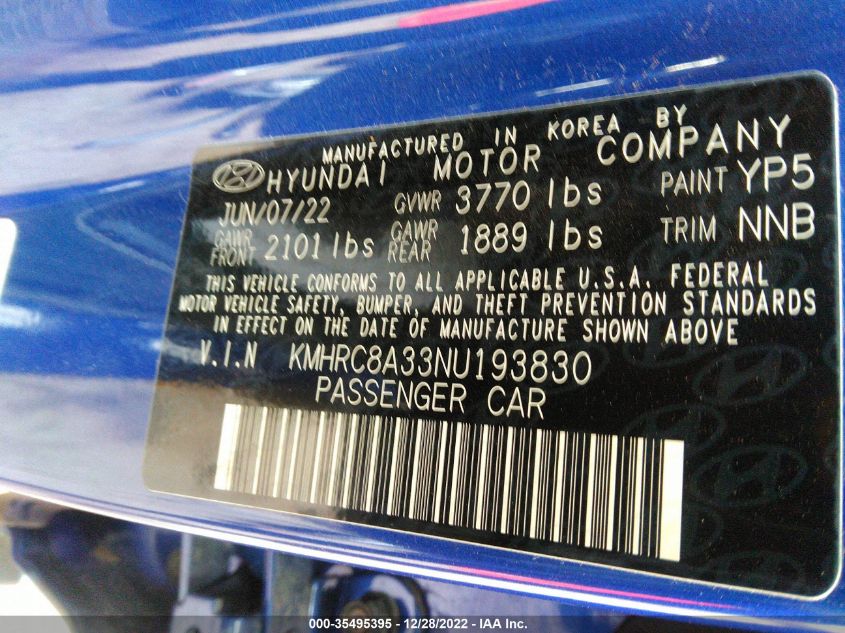 MANUFACTURED IN KOREA BY
HYUNDAI MOTOR COMPANY
JUN/07/22 GVWR 3770 lbs PAINT YP5
GAWR FRONT 2101 lbs GAWR REAR 1889 lbs TRIM NNB
THIS VEHICLE CONFORMS TO ALL APPLICABLE U.S.A. FEDERAL
MOTOR VEHICLE SAFETY, BUMPER, AND THEFT PREVENTION STANDARDS
IN EFFECT ON THE DATE OF MANUFACTURE SHOWN ABOVE
V.I.N KMHRC8A33NU193830
PASSENGER CAR
000-35495395 - 12/28/2022 - IAA Inc.